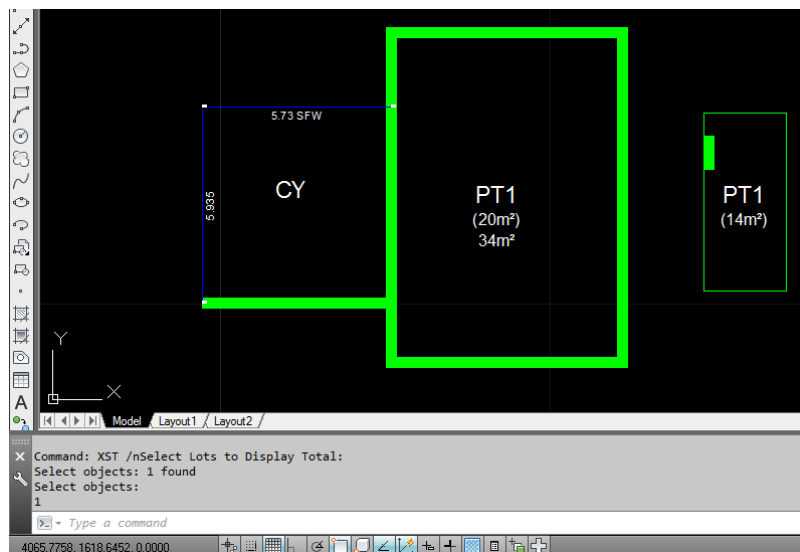 5.73 SFW
5.935
CY
PT1
(20m²)
34m²
PT1
(14m²)
Y
X
A
Model
Layout1
Layout2
Command: XST /nSelect Lots to Display Total:
Select objects: 1 found
Select objects:
1
Type a command
4065.7758, 1618.6452, 0.0000